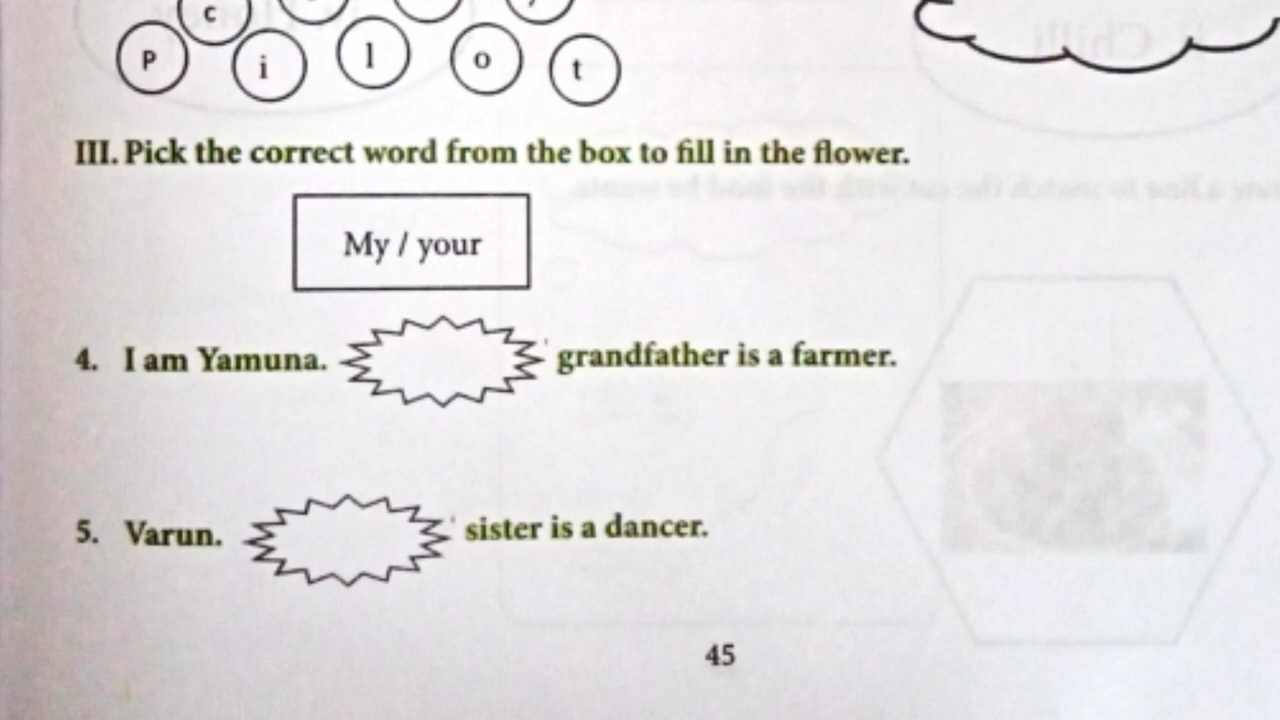 c
P i l o t
III. Pick the correct word from the box to fill in the flower.
My / your
4. I am Yamuna. grandfather is a farmer.
5. Varun. sister is a dancer.
45